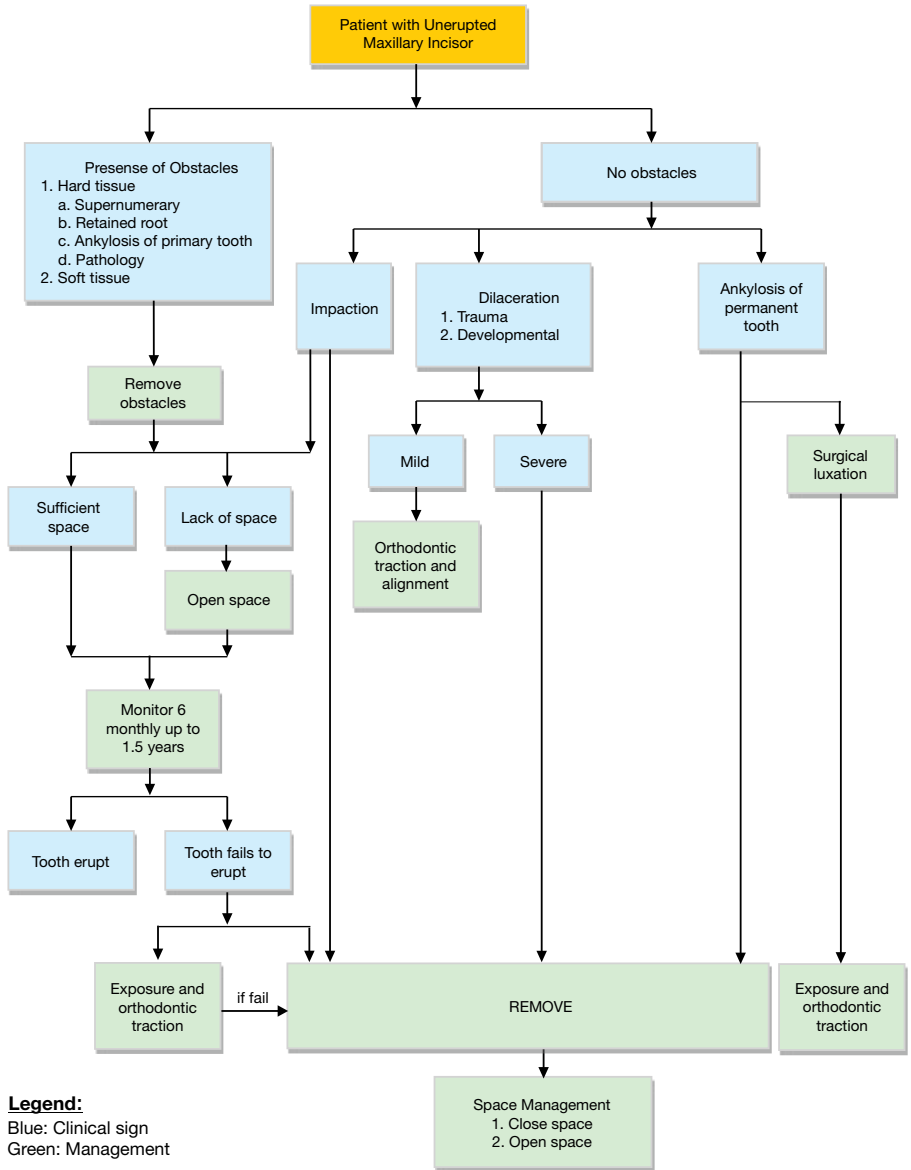 Patient with Unerupted
Maxillary Incisor
Presense of Obstacles
1. Hard tissue
a. Supernumerary
b. Retained root
c. Ankylosis of primary tooth
d. Pathology
2. Soft tissue
No obstacles
Impaction
Dilaceration
1. Trauma
2. Developmental
Ankylosis of
permanent
tooth
Remove
obstacles
Mild
Severe
Surgical
luxation
Sufficient
space
Lack of space
Orthodontic
traction and
alignment
Open space
Monitor 6
monthly up to
1.5 years
Tooth erupt
Tooth fails to
erupt
Exposure and
orthodontic
traction
if fail
REMOVE
Exposure and
orthodontic
traction
Space Management
1. Close space
2. Open space
Legend:
Blue: Clinical sign
Green: Management